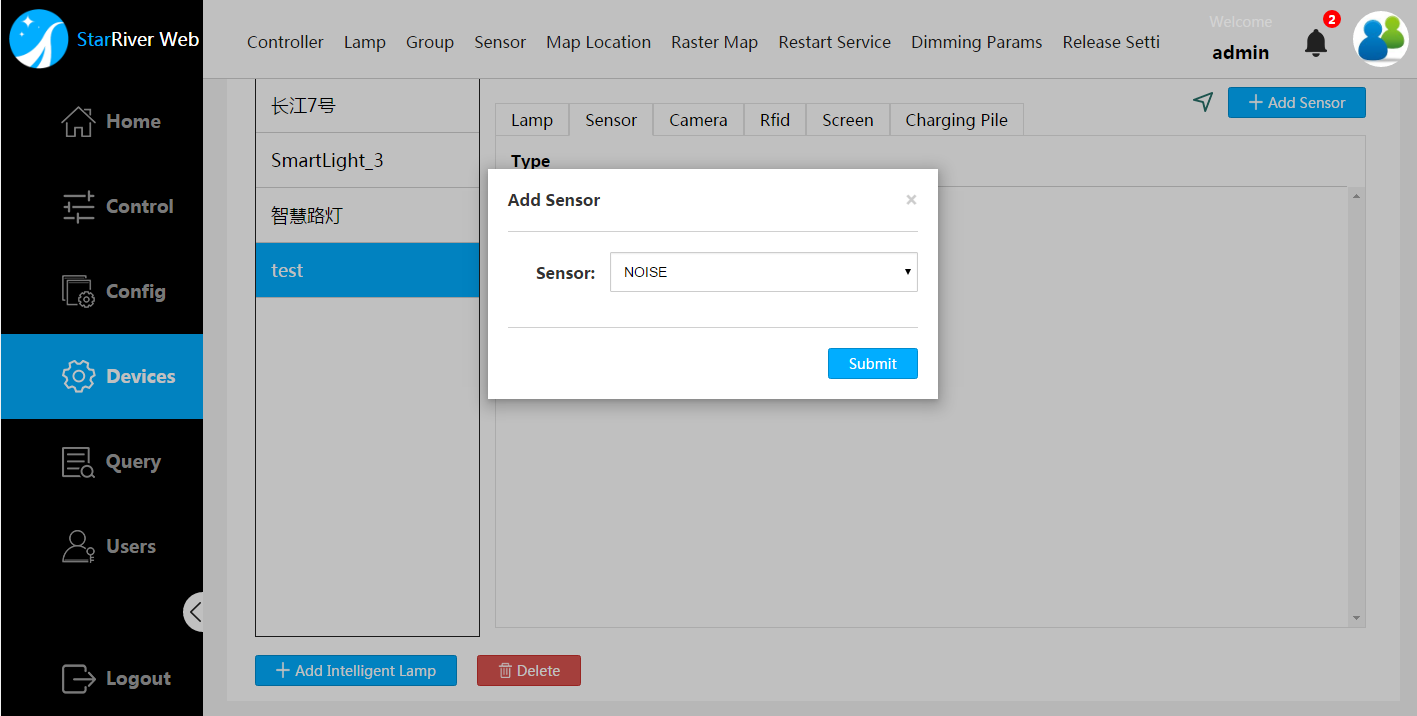 StarRiver Web
Controller Lamp Group Sensor Map Location Raster Map Restart Service Dimming Params Release Setti
Welcome
admin
2
Home
Control
Config
Devices
Query
Users
Logout
长江7号
SmartLight_3
智慧路灯
test
Add Sensor
Lamp Sensor Camera Rfid Screen Charging Pile
Type
Add Sensor ×
Sensor: NOISE
Submit
Add Intelligent Lamp Delete